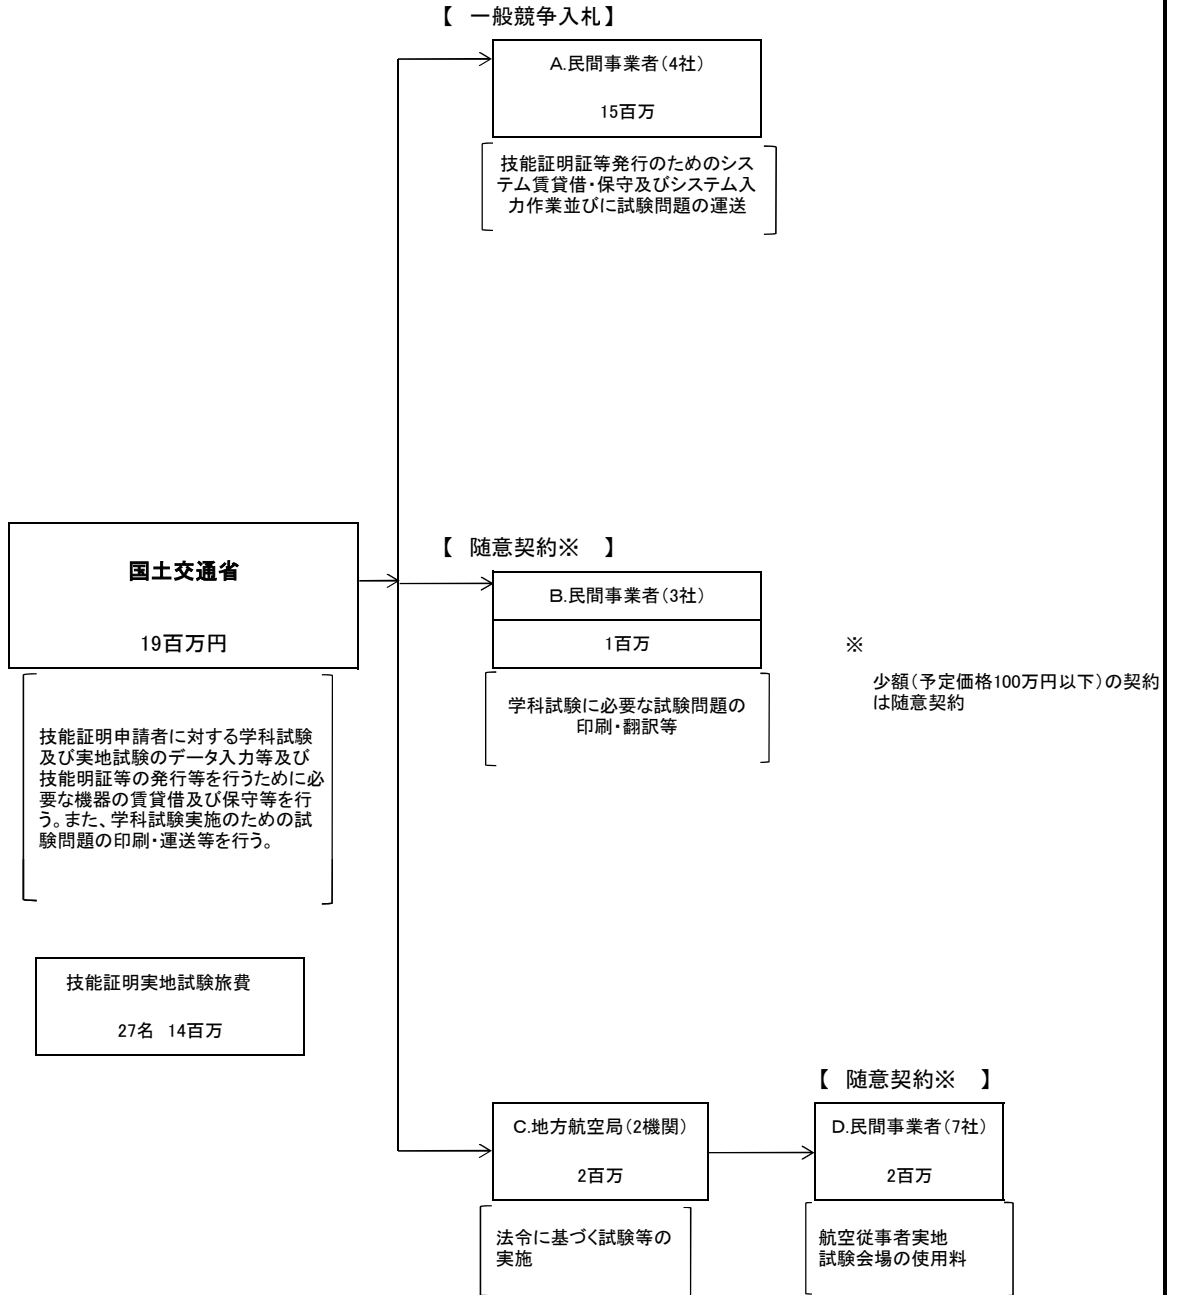 【 一般競争入札】
A.民間事業者（4社）
15百万
技能証明証等発行のためのシス
テム賃貸借・保守及びシステム入
力作業並びに試験問題の運送
国土交通省
19百万円
技能証明申請者に対する学科試験
及び実地試験のデータ入力等及び
技能明証等の発行等を行うために必
要な機器の賃貸借及び保守等を行
う。また、学科試験実施のための試
験問題の印刷・運送等を行う。
技能証明実地試験旅費
27名 14百万
【 随意契約※ 】
B.民間事業者（3社）
1百万
学科試験に必要な試験問題の
印刷・翻訳等
※
少額（予定価格100万円以下）の契約
は随意契約
C.地方航空局（2機関）
2百万
法令に基づく試験等の
実施
【 随意契約※ 】
D.民間事業者（7社）
2百万
航空従事者実地
試験会場の使用料